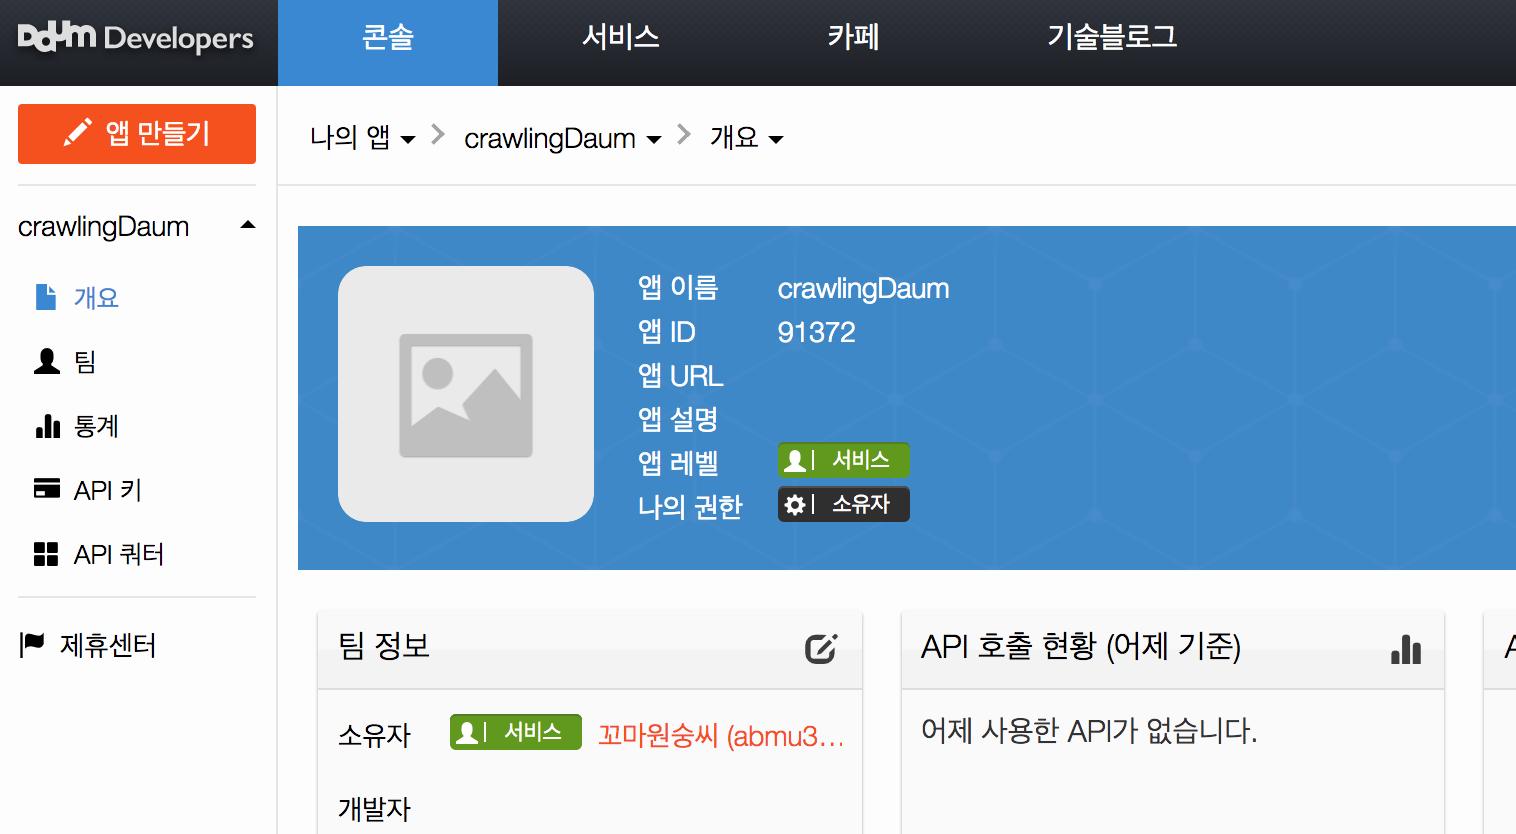 Daum Developers 콘솔 서비스 카페 기술블로그
앱 만들기
나의 앱 crawlingDaum 개요
crawlingDaum
개요
팀
통계
API 키
API 쿼터
제휴센터
앱 이름 crawlingDaum
앱 ID 91372
앱 URL
앱 설명
앱 레벨 서비스
나의 권한 소유자
팀 정보
소유자 서비스 꼬마원숭씨 (abmu3...
개발자
API 호출 현황 (어제 기준)
어제 사용한 API가 없습니다.